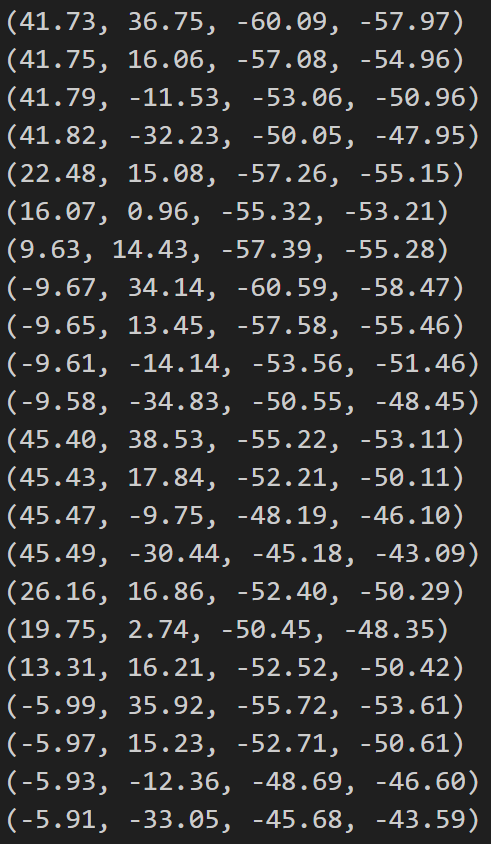 (41.73, 36.75, -60.09, -57.97)
(41.75, 16.06, -57.08, -54.96)
(41.79, -11.53, -53.06, -50.96)
(41.82, -32.23, -50.05, -47.95)
(22.48, 15.08, -57.26, -55.15)
(16.07, 0.96, -55.32, -53.21)
(9.63, 14.43, -57.39, -55.28)
(-9.67, 34.14, -60.59, -58.47)
(-9.65, 13.45, -57.58, -55.46)
(-9.61, -14.14, -53.56, -51.46)
(-9.58, -34.83, -50.55, -48.45)
(45.40, 38.53, -55.22, -53.11)
(45.43, 17.84, -52.21, -50.11)
(45.47, -9.75, -48.19, -46.10)
(45.49, -30.44, -45.18, -43.09)
(26.16, 16.86, -52.40, -50.29)
(19.75, 2.74, -50.45, -48.35)
(13.31, 16.21, -52.52, -50.42)
(-5.99, 35.92, -55.72, -53.61)
(-5.97, 15.23, -52.71, -50.61)
(-5.93, -12.36, -48.69, -46.60)
(-5.91, -33.05, -45.68, -43.59)